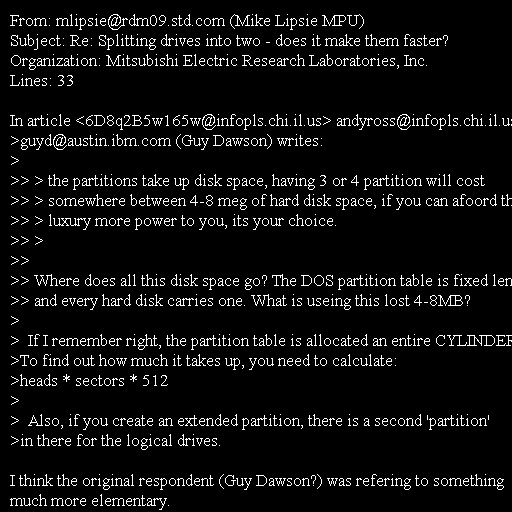 From: mlipsie@rdm09.std.com (Mike Lipsie MPU)
Subject: Re: Splitting drives into two - does it make them faster?
Organization: Mitsubishi Electric Research Laboratories, Inc.
Lines: 33

In article <6D8q2B5w165w@infopls.chi.il.us> andyross@infopls.chi.il.us
>guyd@austin.ibm.com (Guy Dawson) writes:
>
>> > the partitions take up disk space, having 3 or 4 partition will cost
>> > somewhere between 4-8 meg of hard disk space, if you can afoord th
>> > luxury more power to you, its your choice.
>> >
>>
>> Where does all this disk space go? The DOS partition table is fixed len
>> and every hard disk carries one. What is useing this lost 4-8MB?
>
>  If I remember right, the partition table is allocated an entire CYLINDER
>To find out how much it takes up, you need to calculate:
>heads * sectors * 512
>
>  Also, if you create an extended partition, there is a second 'partition'
>in there for the logical drives.

I think the original respondent (Guy Dawson?) was refering to something
much more elementary.